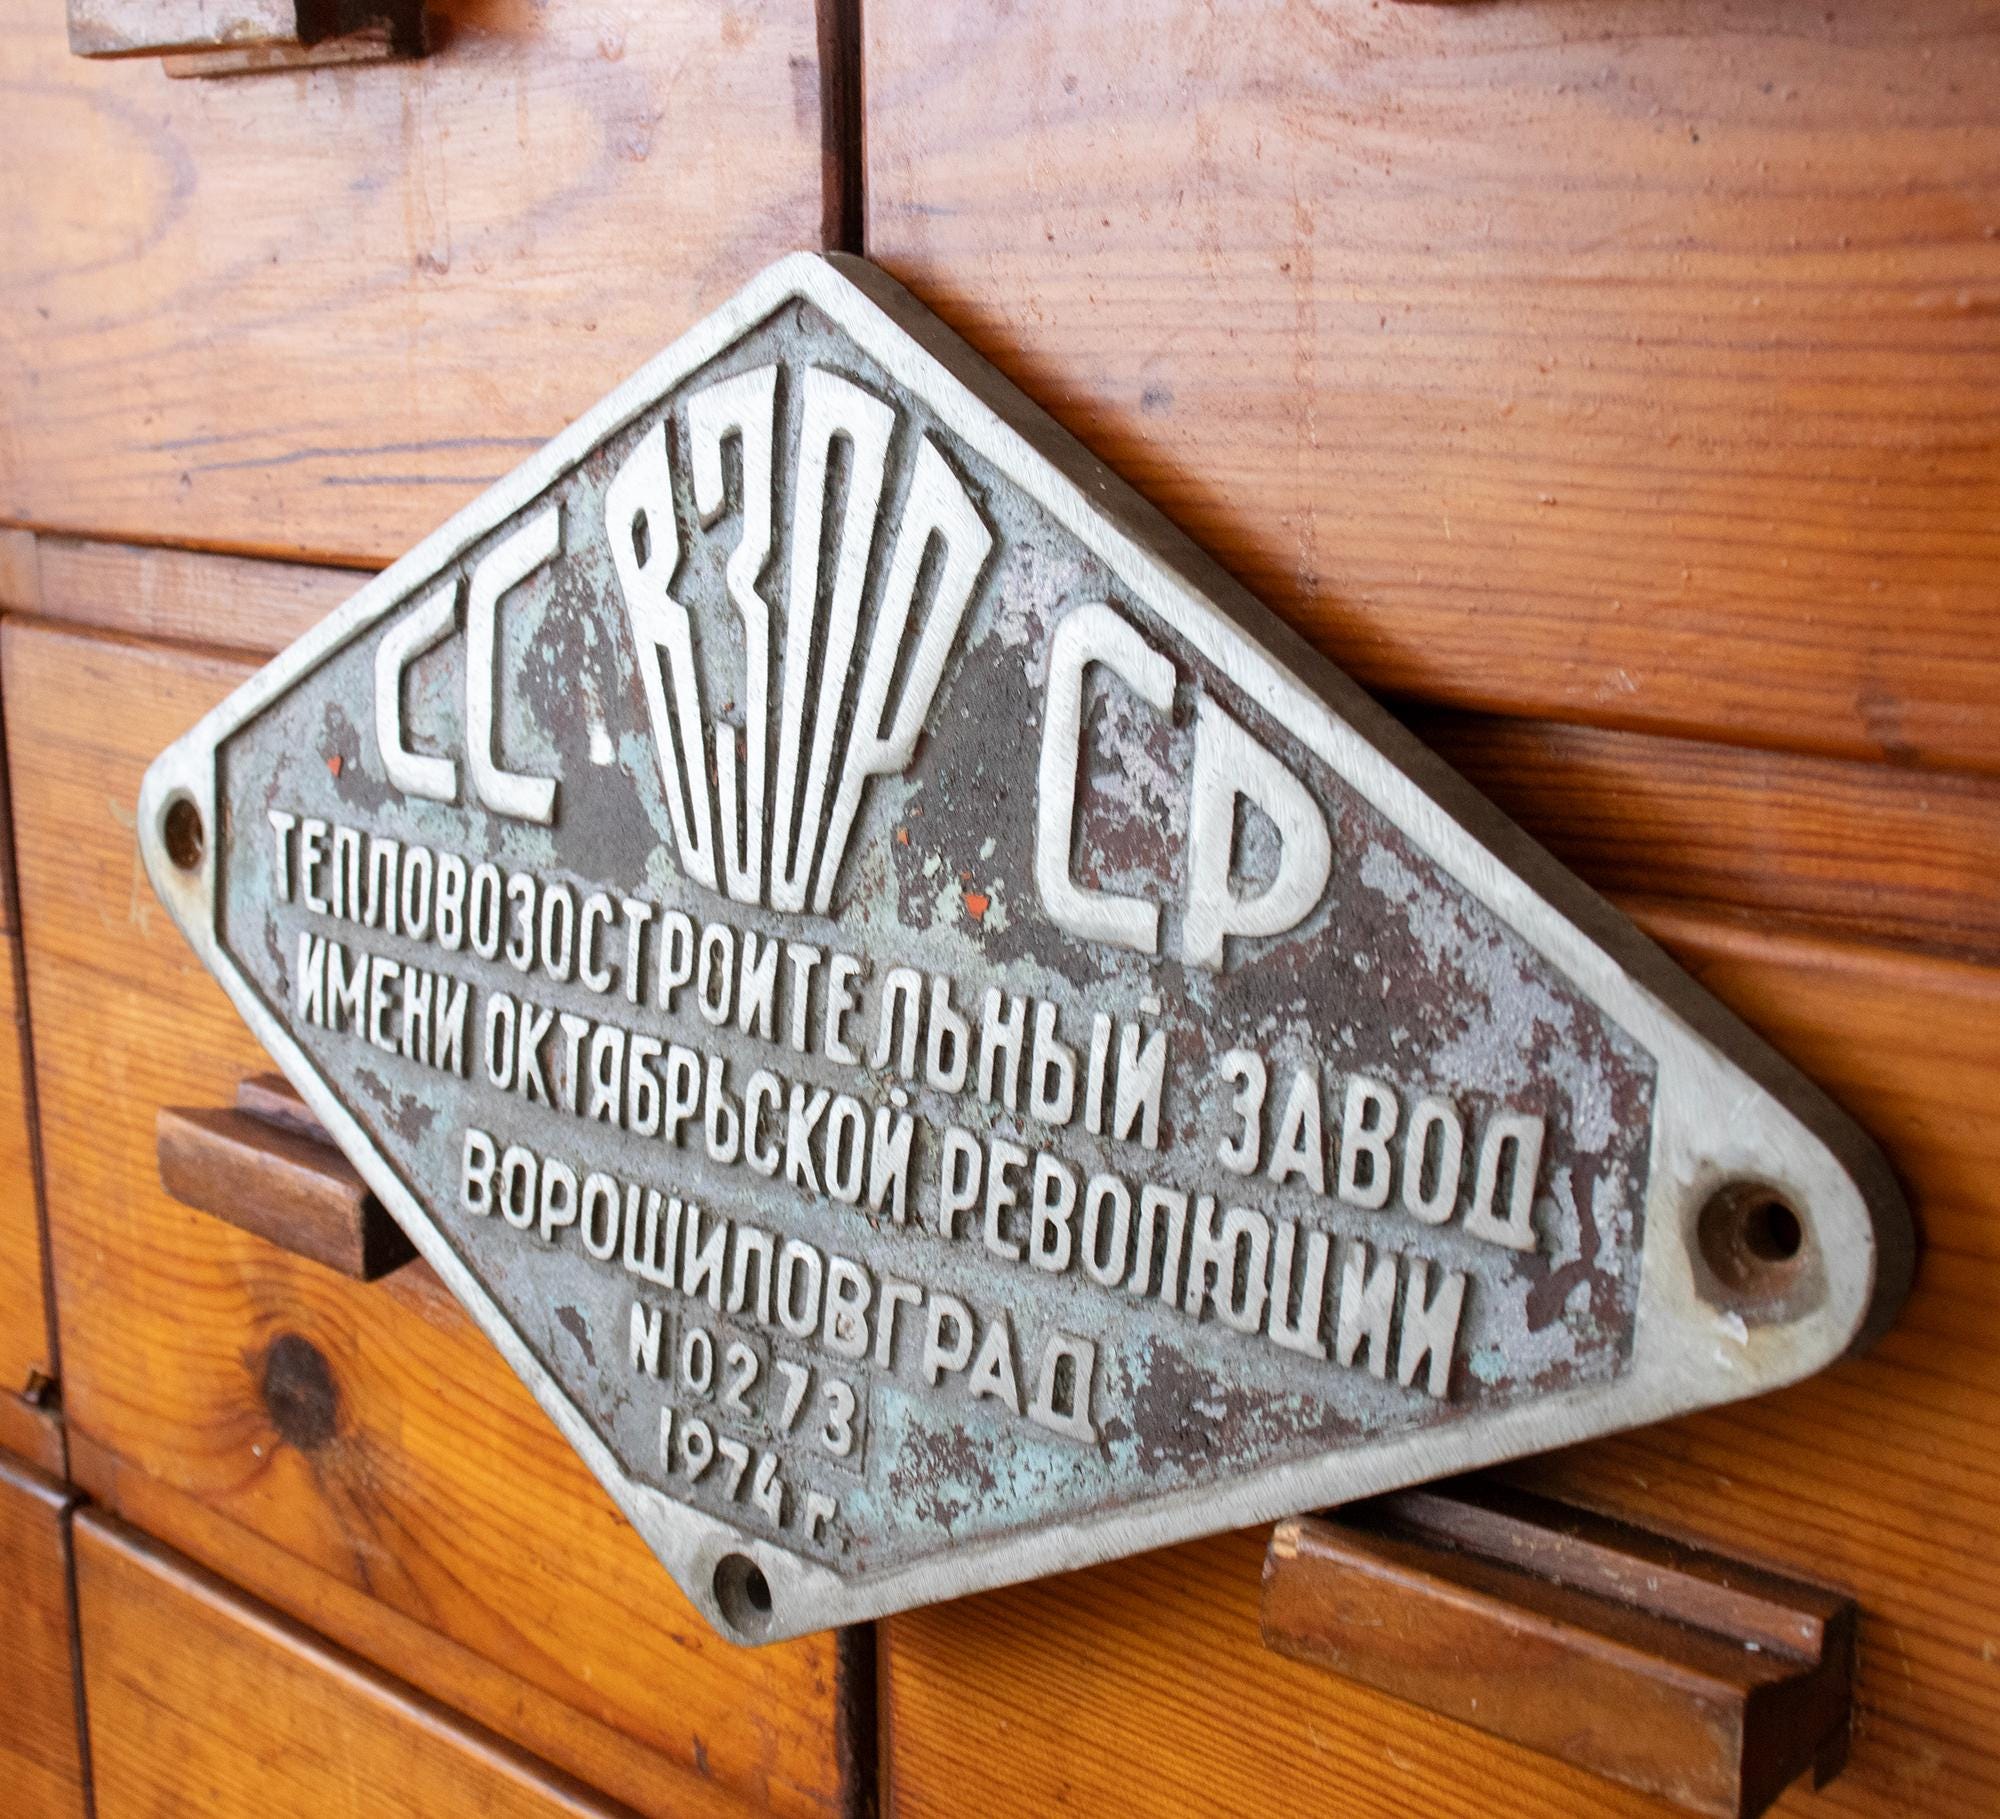 СС ВЗОР СР
ТЕПЛОВОЗОСТРОИТЕЛЬНЫЙ ЗАВОД
ИМЕНИ ОКТЯБРЬСКОЙ РЕВОЛЮЦИИ
ВОРОШИЛОВГРАД
N 0273
1974 г.